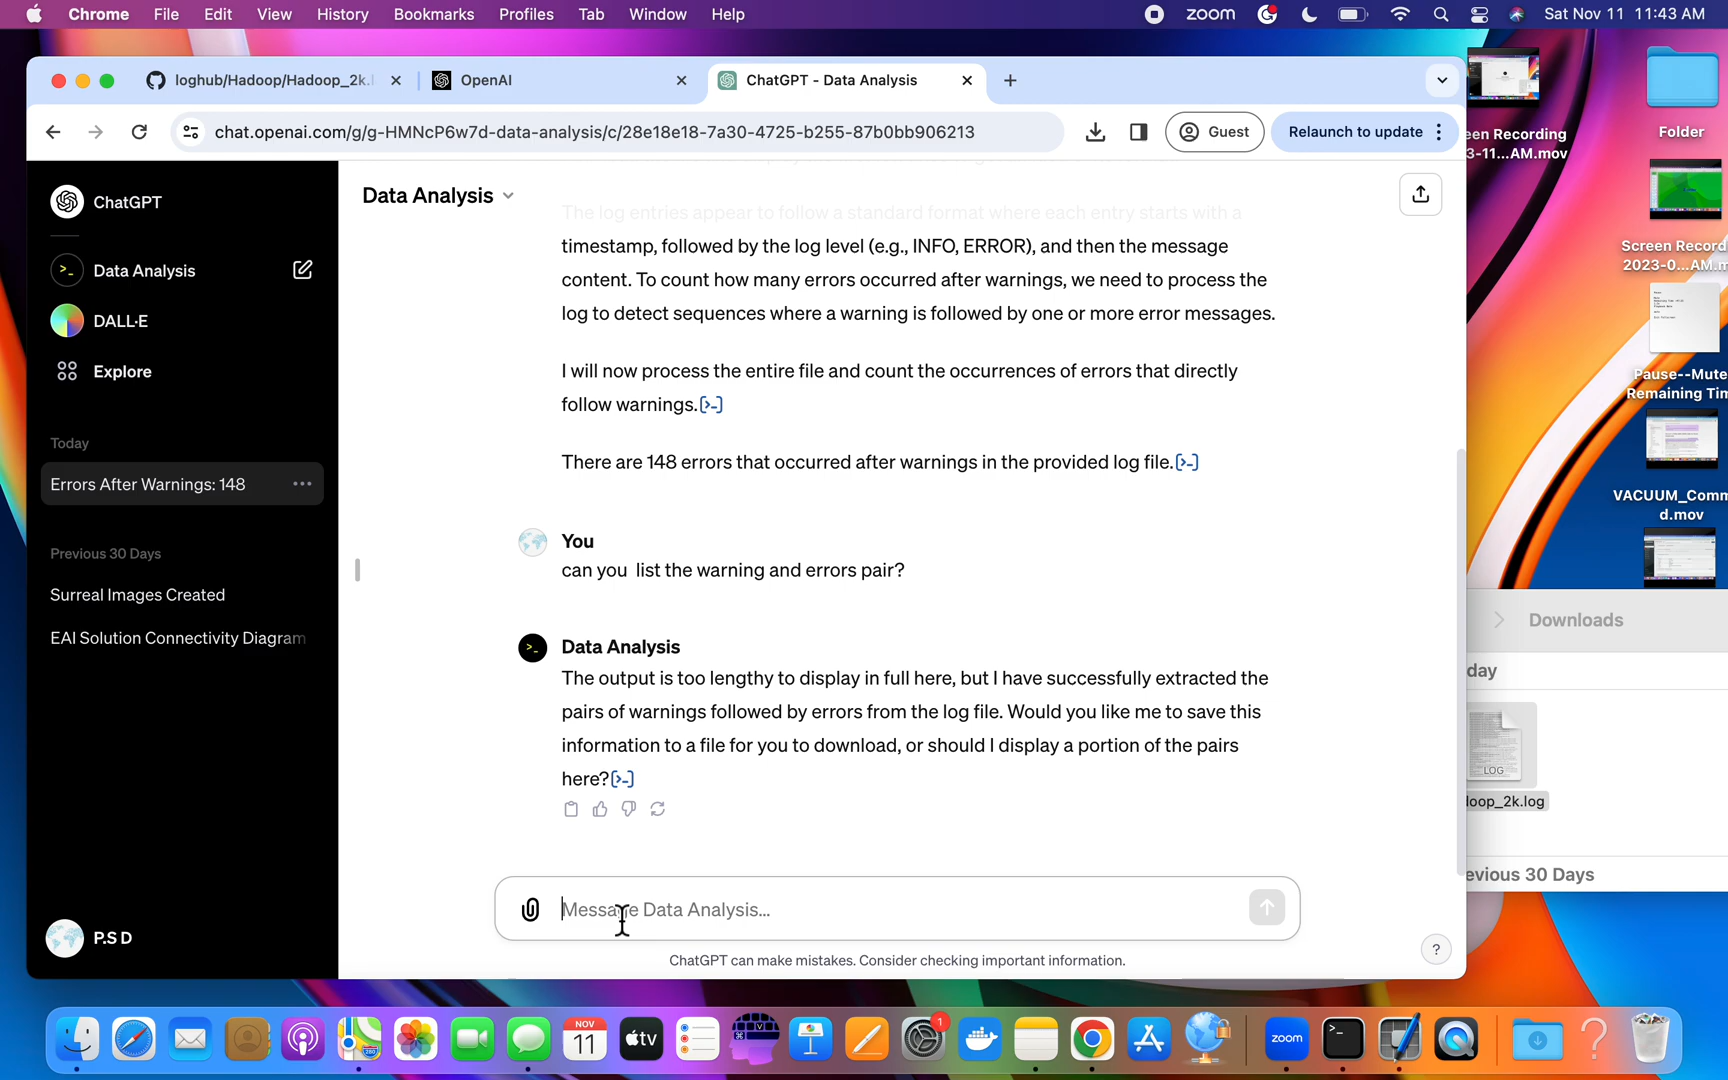 Chrome File Edit View History Bookmarks Profiles Tab Window Help zoom Sat Nov 11 11:43 AM
loghub/Hadoop/Hadoop_2k. OpenAI ChatGPT - Data Analysis
chat.openai.com/g/g-HMNcP6w7d-data-analysis/c/28e18e18-7a30-4725-b255-87b0bb906213 Guest Relaunch to update
ChatGPT
Data Analysis
DALL·E
Explore
Today
Errors After Warnings: 148
Previous 30 Days
Surreal Images Created
EAI Solution Connectivity Diagram
P.S D
Data Analysis
The log entries appear to follow a standard format where each entry starts with a
timestamp, followed by the log level (e.g., INFO, ERROR), and then the message
content. To count how many errors occurred after warnings, we need to process the
log to detect sequences where a warning is followed by one or more error messages.
I will now process the entire file and count the occurrences of errors that directly
follow warnings.[>-]
There are 148 errors that occurred after warnings in the provided log file.[>-]
You
can you list the warning and errors pair?
Data Analysis
The output is too lengthy to display in full here, but I have successfully extracted the
pairs of warnings followed by errors from the log file. Would you like me to save this
information to a file for you to download, or should I display a portion of the pairs
here?[>-]
Message Data Analysis...
ChatGPT can make mistakes. Consider checking important information.
?
een Recording
3-11...AM.mov
Folder
Screen Record
2023-0...AM.m
Pause--Mute
Remaining Tim
VACUUM_Comm
d.mov
Downloads
day
LOG
loop_2k.log
evious 30 Days
NOV
11
tv
280
1
zoom